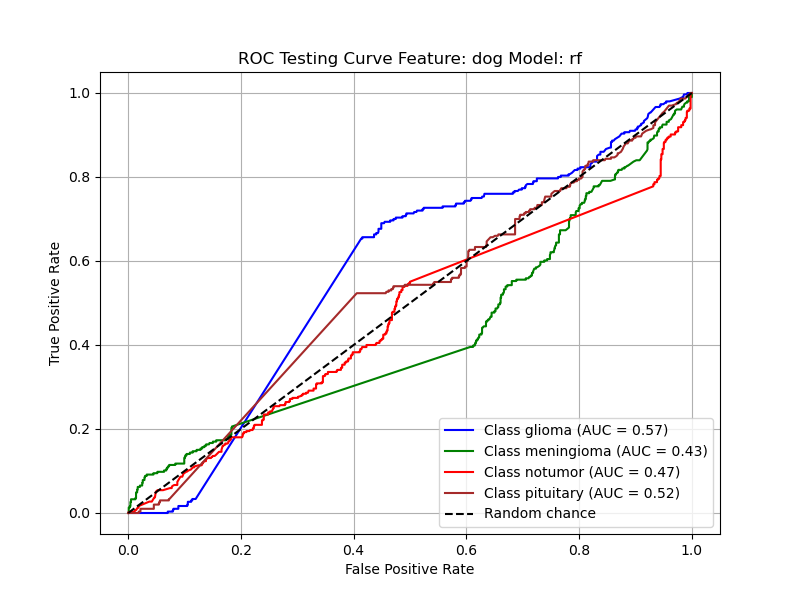 ROC Testing Curve Feature: dog Model: rf
True Positive Rate
1.0
0.8
0.6
0.4
0.2
0.0
Class glioma (AUC = 0.57)
Class meningioma (AUC = 0.43)
Class notumor (AUC = 0.47)
Class pituitary (AUC = 0.52)
Random chance
0.0 0.2 0.4 0.6 0.8 1.0
False Positive Rate